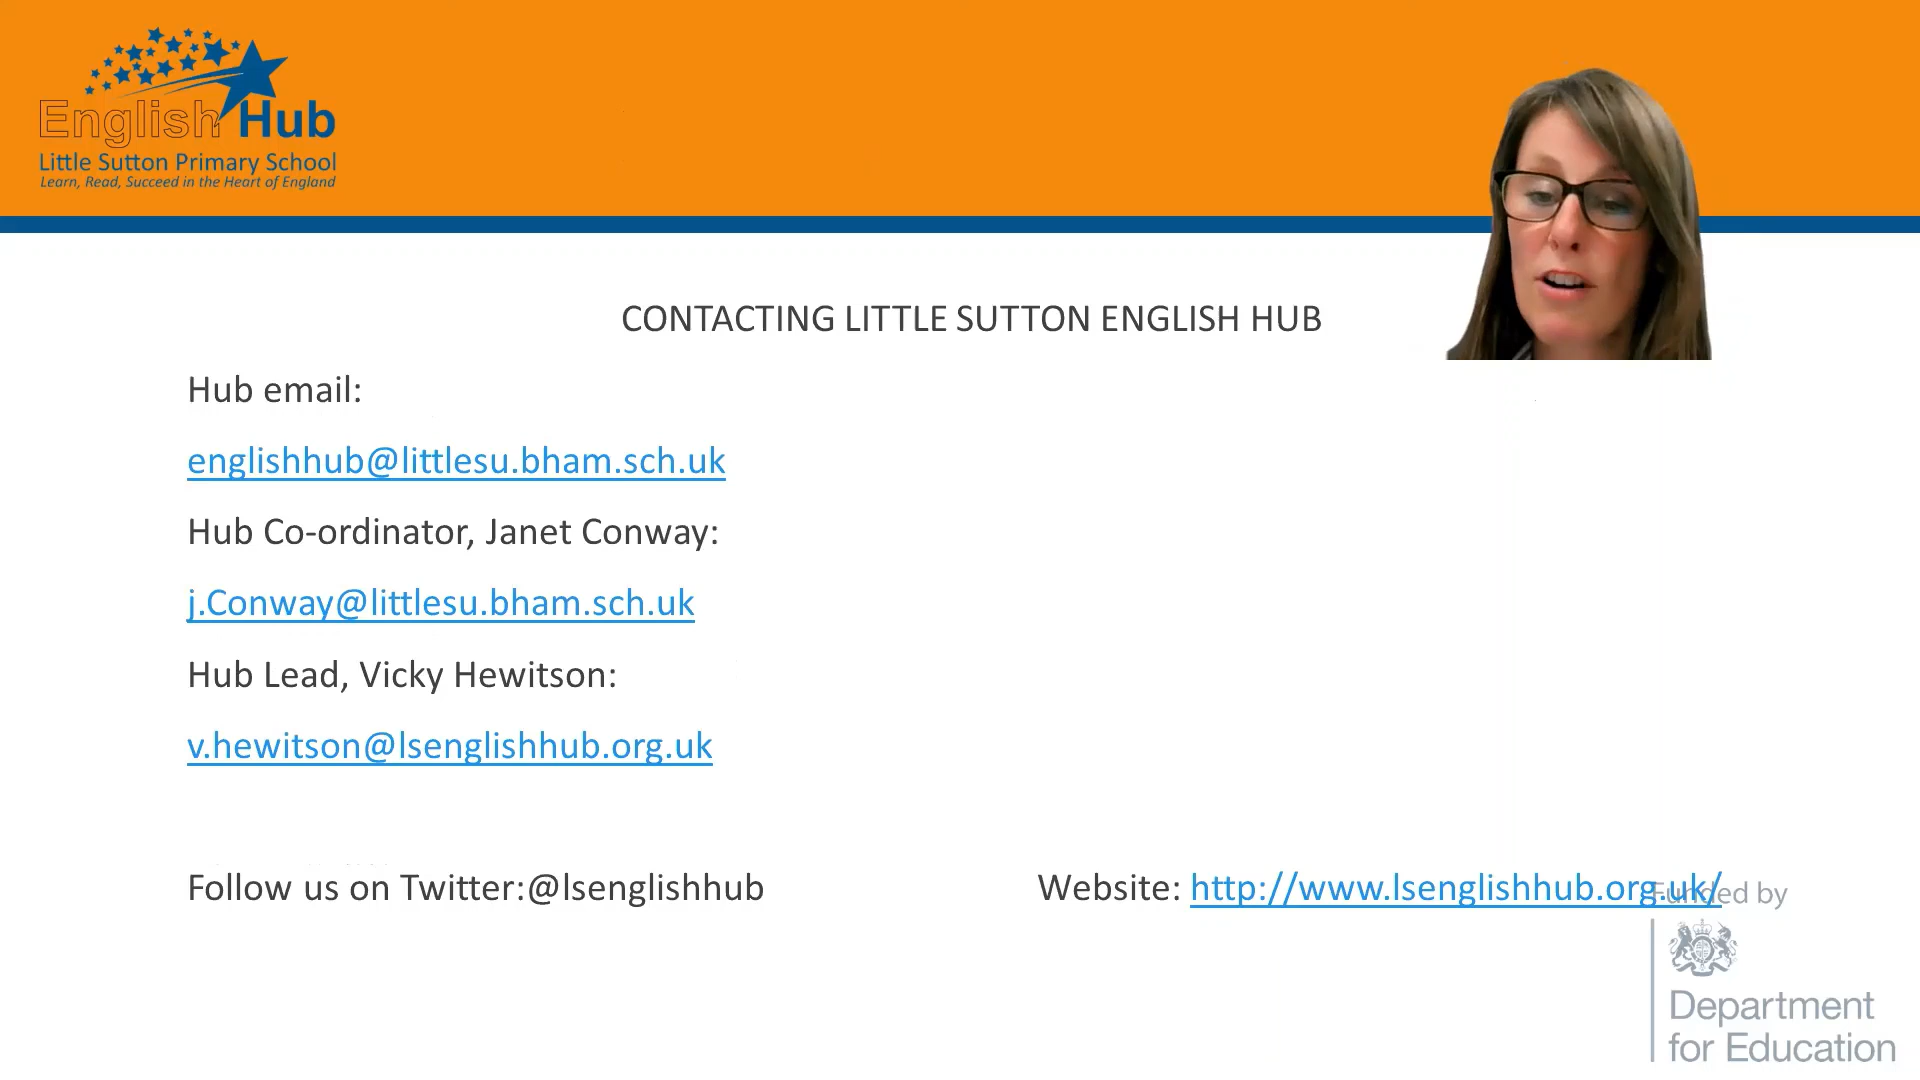 English Hub
Little Sutton Primary School
Learn, Read, Succeed in the Heart of England
CONTACTING LITTLE SUTTON ENGLISH HUB
Hub email:
englishhub@littlesu.bham.sch.uk
Hub Co-ordinator, Janet Conway:
j.Conway@littlesu.bham.sch.uk
Hub Lead, Vicky Hewitson:
v.hewitson@lsenglishhub.org.uk
Follow us on Twitter:@lsenglishhub
Website: http://www.lsenglishhub.org.uk/
Funded by
Department
for Education